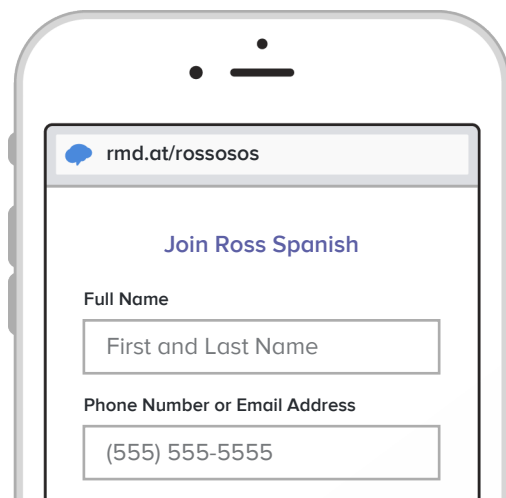 rmd.at/rossosos
Join Ross Spanish
Full Name
First and Last Name
Phone Number or Email Address
(555) 555-5555